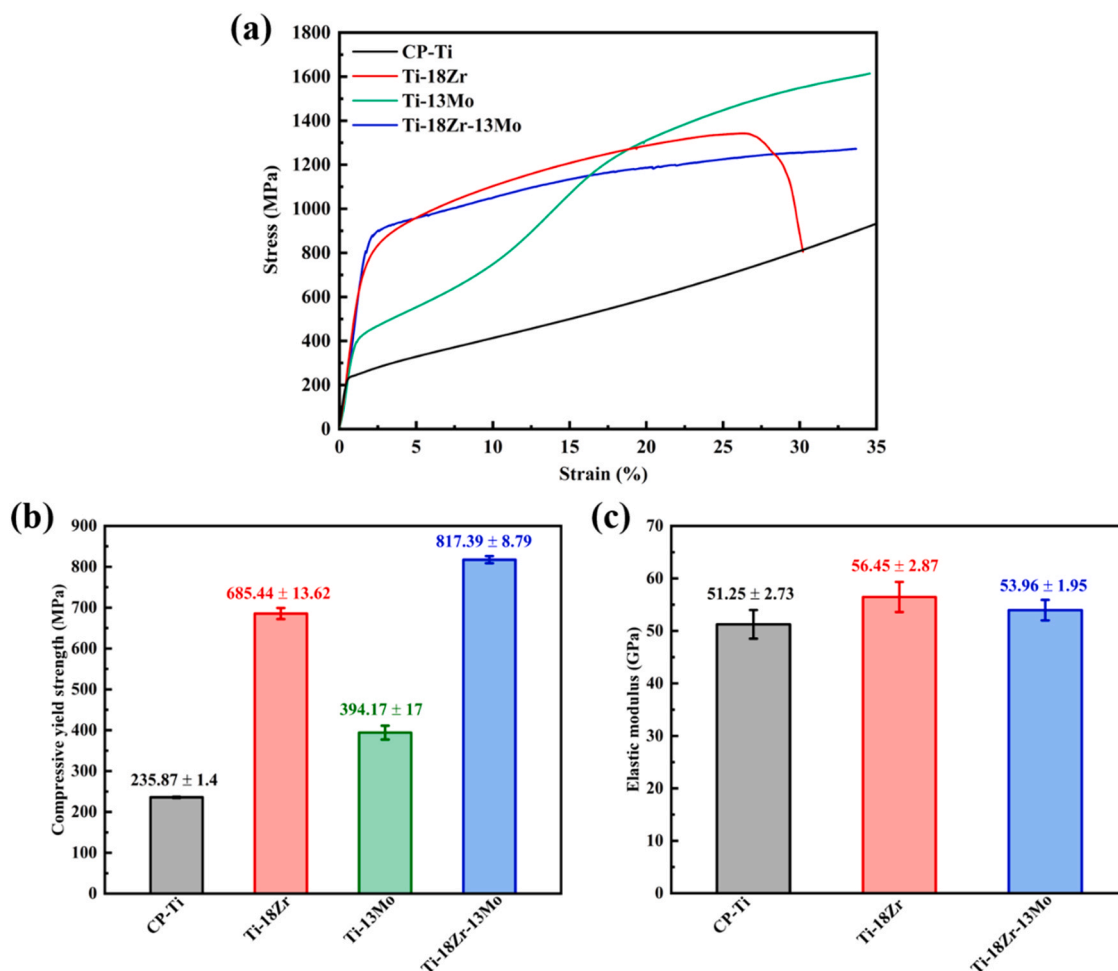 (a)
CP-Ti
Ti-18Zr
Ti-13Mo
Ti-18Zr-13Mo
Stress (MPa)
1800
1600
1400
1200
1000
800
600
400
200
0
0 5 10 15 20 25 30 35
Strain (%)
(b)
Compressive yield strength (MPa)
900
800
700
600
500
400
300
200
100
0
235.87 ± 1.4
685.44 ± 13.62
394.17 ± 17
817.39 ± 8.79
CP-Ti
Ti-18Zr
Ti-13Mo
Ti-18Zr-13Mo
(c)
Elastic modulus (GPa)
70
60
50
40
30
20
10
0
51.25 ± 2.73
56.45 ± 2.87
53.96 ± 1.95
CP-Ti
Ti-18Zr
Ti-18Zr-13Mo